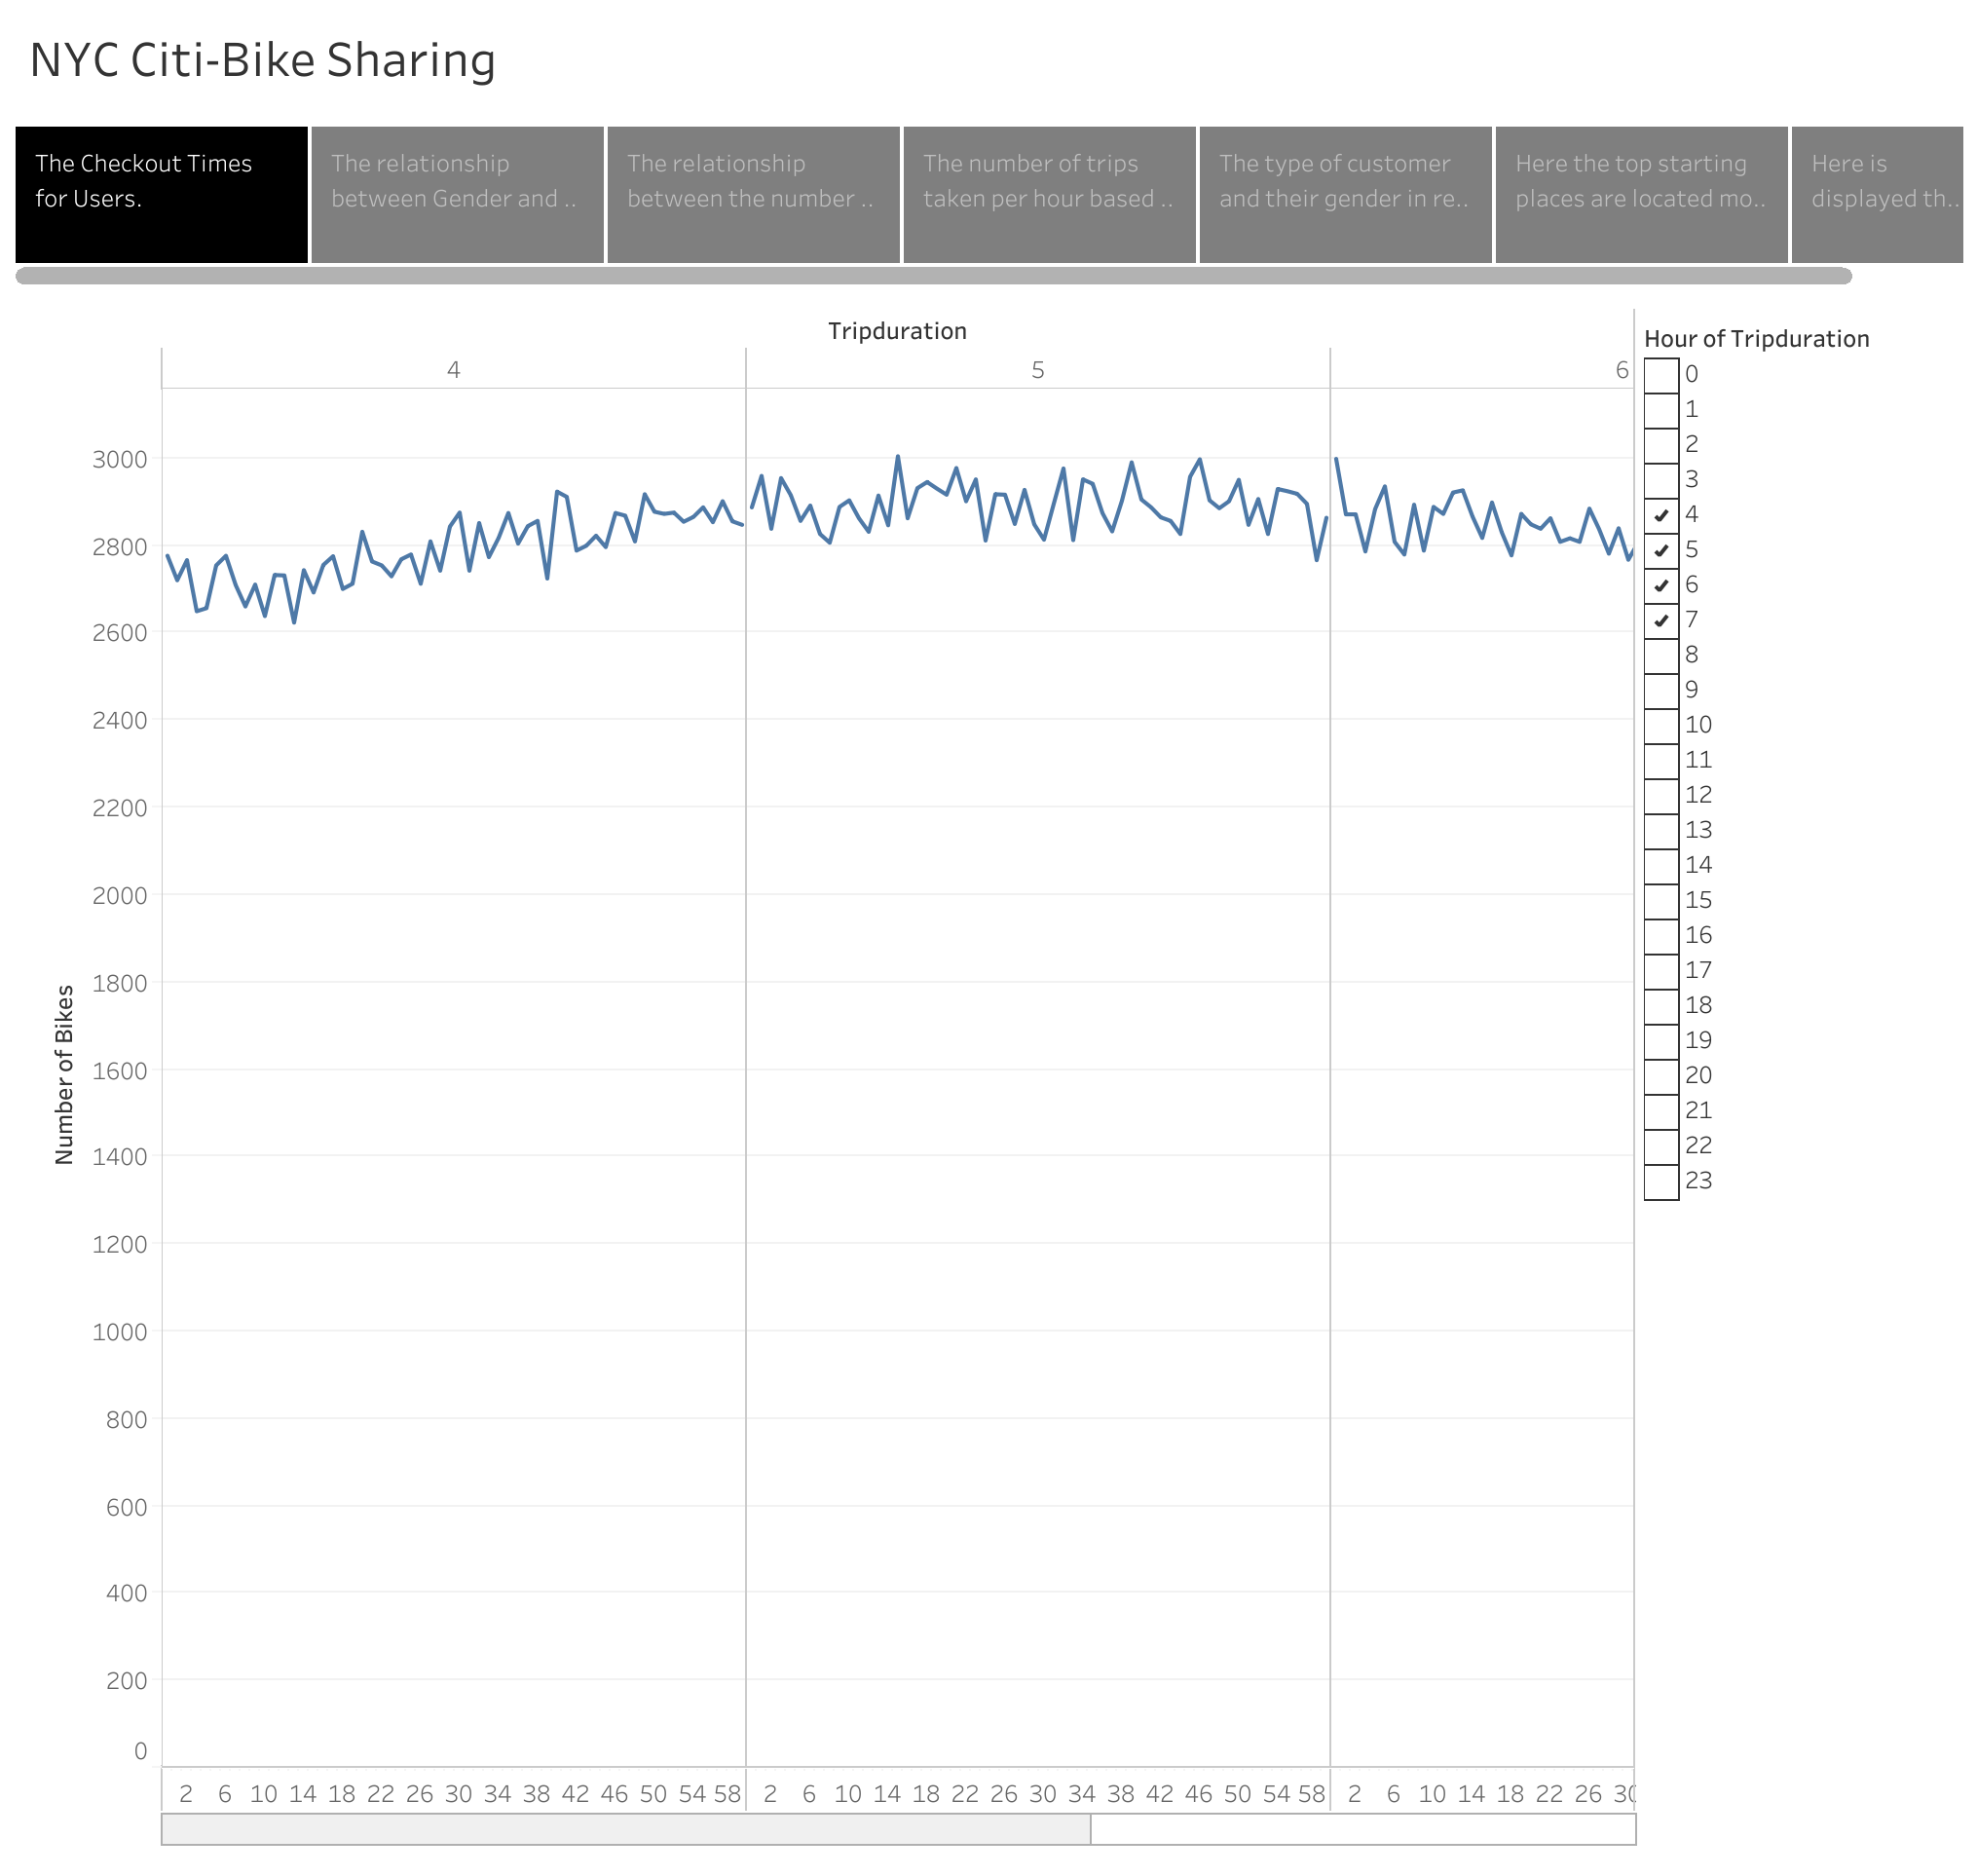 NYC Citi-Bike Sharing
The Checkout Times
for Users.
The relationship
between Gender and ..
The relationship
between the number ..
The number of trips
taken per hour based ..
The type of customer
and their gender in re..
Here the top starting
places are located mo..
Here is
displayed th..
Tripduration
4 5 6
Number of Bikes
3000
2800
2600
2400
2200
2000
1800
1600
1400
1200
1000
800
600
400
200
0
2 6 10 14 18 22 26 30 34 38 42 46 50 54 58 2 6 10 14 18 22 26 30 34 38 42 46 50 54 58 2 6 10 14 18 22 26 30
Hour of Tripduration
0
1
2
3
4
5
6
7
8
9
10
11
12
13
14
15
16
17
18
19
20
21
22
23